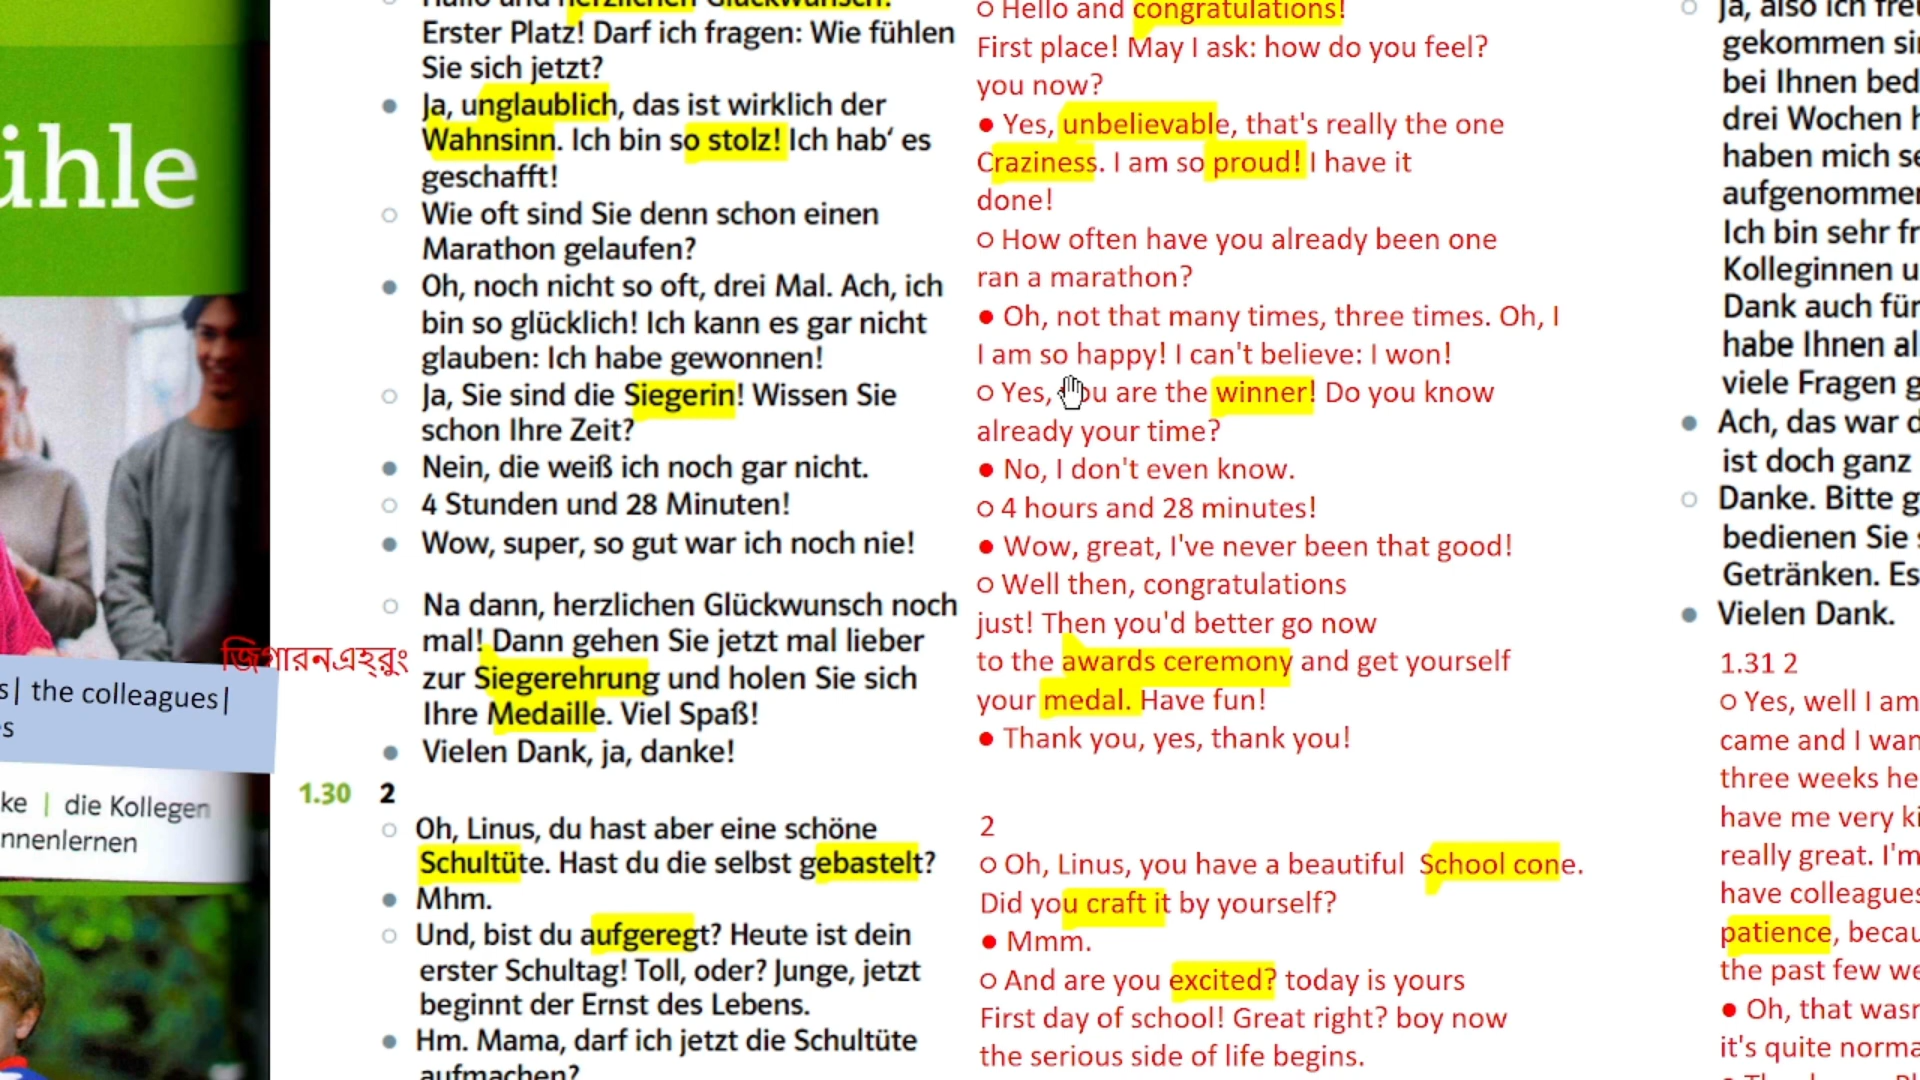 ühle
s| the colleagues|
s
ke | die Kollegen
nnenlernen
জিগারনএহরুং
Hallo and herzlichen Glückwunsch!
Erster Platz! Darf ich fragen: Wie fühlen
Sie sich jetzt?
● Ja, unglaublich, das ist wirklich der
Wahnsinn. Ich bin so stolz! Ich hab‘ es
geschafft!
○ Wie oft sind Sie denn schon einen
Marathon gelaufen?
● Oh, noch nicht so oft, drei Mal. Ach, ich
bin so glücklich! Ich kann es gar nicht
glauben: Ich habe gewonnen!
○ Ja, Sie sind die Siegerin! Wissen Sie
schon Ihre Zeit?
● Nein, die weiß ich noch gar nicht.
○ 4 Stunden und 28 Minuten!
● Wow, super, so gut war ich noch nie!
○ Na dann, herzlichen Glückwunsch noch
mal! Dann gehen Sie jetzt mal lieber
zur Siegerehrung und holen Sie sich
Ihre Medaille. Viel Spaß!
● Vielen Dank, ja, danke!
1.30 2
○ Oh, Linus, du hast aber eine schöne
Schultüte. Hast du die selbst gebastelt?
● Mhm.
○ Und, bist du aufgeregt? Heute ist dein
erster Schultag! Toll, oder? Junge, jetzt
beginnt der Ernst des Lebens.
● Hm. Mama, darf ich jetzt die Schultüte
aufmachen?
○ Hello and congratulations!
First place! May I ask: how do you feel?
you now?
● Yes, unbelievable, that's really the one
Craziness. I am so proud! I have it
done!
○ How often have you already been one
ran a marathon?
● Oh, not that many times, three times. Oh, I
I am so happy! I can't believe: I won!
○ Yes, you are the winner! Do you know
already your time?
● No, I don't even know.
○ 4 hours and 28 minutes!
● Wow, great, I've never been that good!
○ Well then, congratulations
just! Then you'd better go now
to the awards ceremony and get yourself
your medal. Have fun!
● Thank you, yes, thank you!
2
○ Oh, Linus, you have a beautiful School cone.
Did you craft it by yourself?
● Mmm.
○ And are you excited? today is yours
First day of school! Great right? boy now
the serious side of life begins.
○ Ja, also ich freu
gekommen si
bei Ihnen bed
drei Wochen h
haben mich se
aufgenommen
Ich bin sehr fr
Kolleginnen u
Dank auch für
habe Ihnen al
viele Fragen g
● Ach, das war d
ist doch ganz
○ Danke. Bitte g
bedienen Sie s
Getränken. Es
● Vielen Dank.
1.31 2
○ Yes, well I am
came and I wan
three weeks he
have me very ki
really great. I'm
have colleagues
patience, becau
the past few we
● Oh, that wasn
it's quite norma